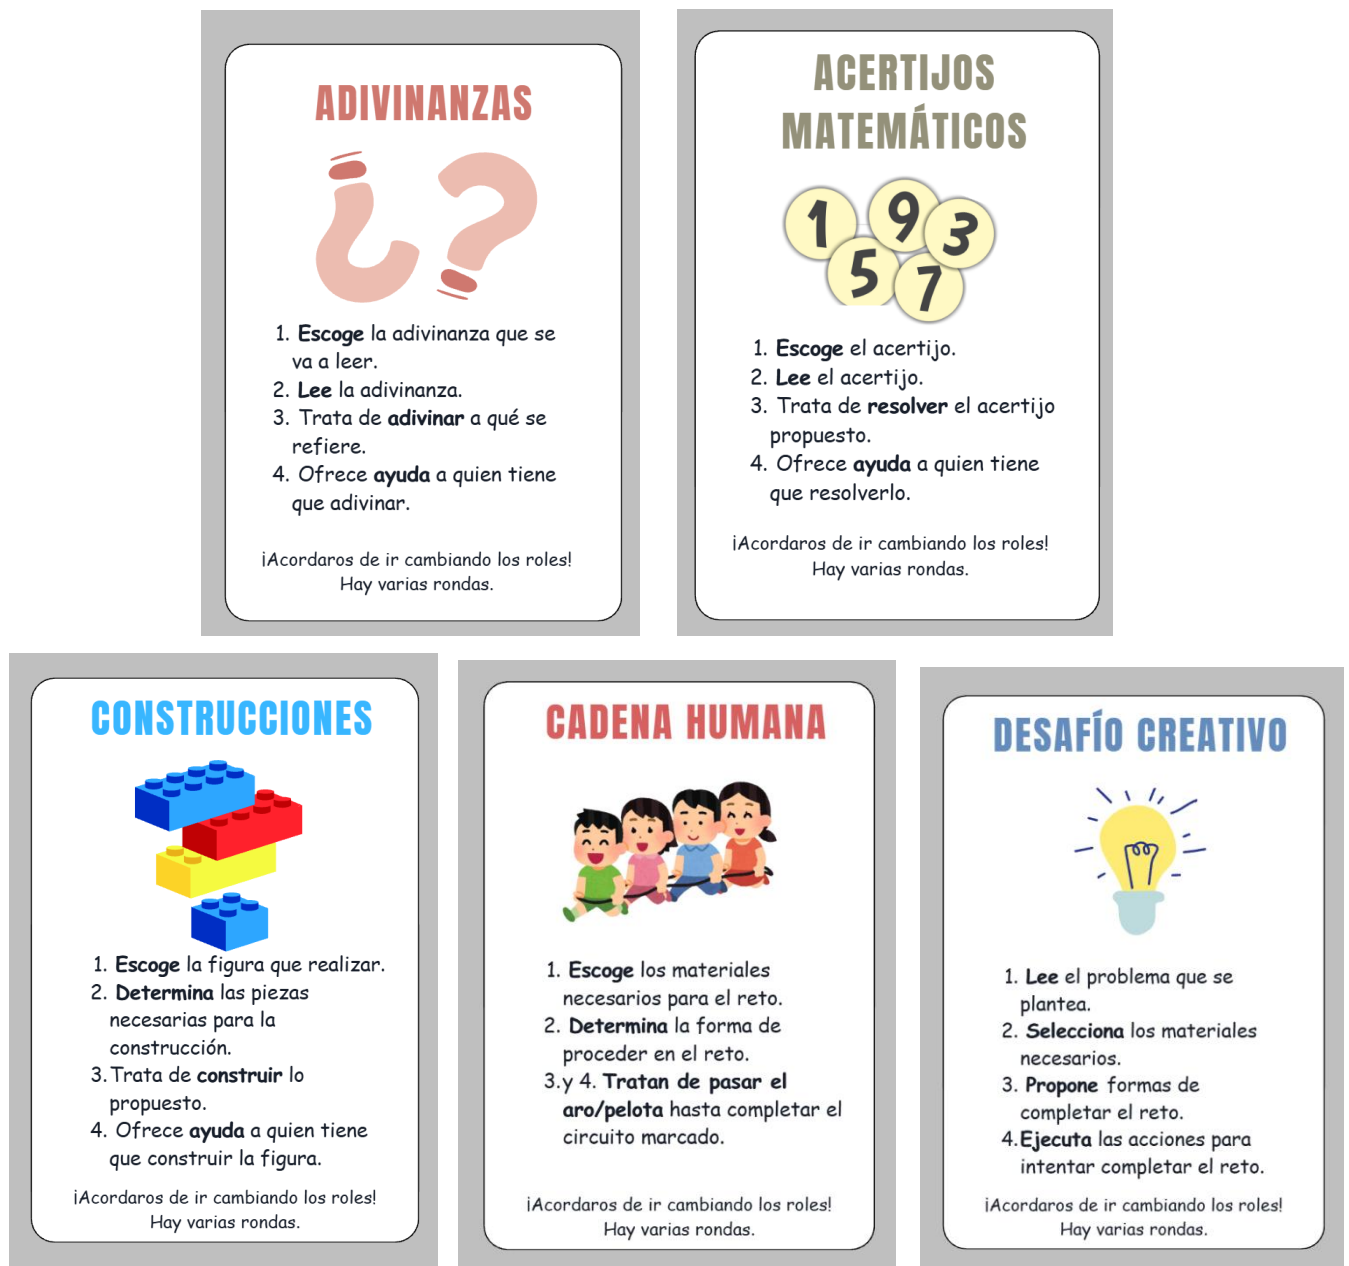 ADIVINANZAS
1. Escoge la adivinanza que se
va a leer.
2. Lee la adivinanza.
3. Trata de adivinar a qué se
refiere.
4. Ofrece ayuda a quien tiene
que adivinar.
¡Acordaros de ir cambiando los roles!
Hay varias rondas.
ACERTIJOS
MATEMÁTICOS
1
9
3
5
7
1. Escoge el acertijo.
2. Lee el acertijo.
3. Trata de resolver el acertijo
propuesto.
4. Ofrece ayuda a quien tiene
que resolverlo.
¡Acordaros de ir cambiando los roles!
Hay varias rondas.
CONSTRUCCIONES
1. Escoge la figura que realizar.
2. Determina las piezas
necesarias para la
construcción.
3.Trata de construir lo
propuesto.
4. Ofrece ayuda a quien tiene
que construir la figura.
¡Acordaros de ir cambiando los roles!
Hay varias rondas.
CADENA HUMANA
1. Escoge los materiales
necesarios para el reto.
2. Determina la forma de
proceder en el reto.
3.y 4. Tratan de pasar el
aro/pelota hasta completar el
circuito marcado.
¡Acordaros de ir cambiando los roles!
Hay varias rondas.
DESAFÍO CREATIVO
1. Lee el problema que se
plantea.
2. Selecciona los materiales
necesarios.
3. Propone formas de
completar el reto.
4.Ejecuta las acciones para
intentar completar el reto.
¡Acordaros de ir cambiando los roles!
Hay varias rondas.